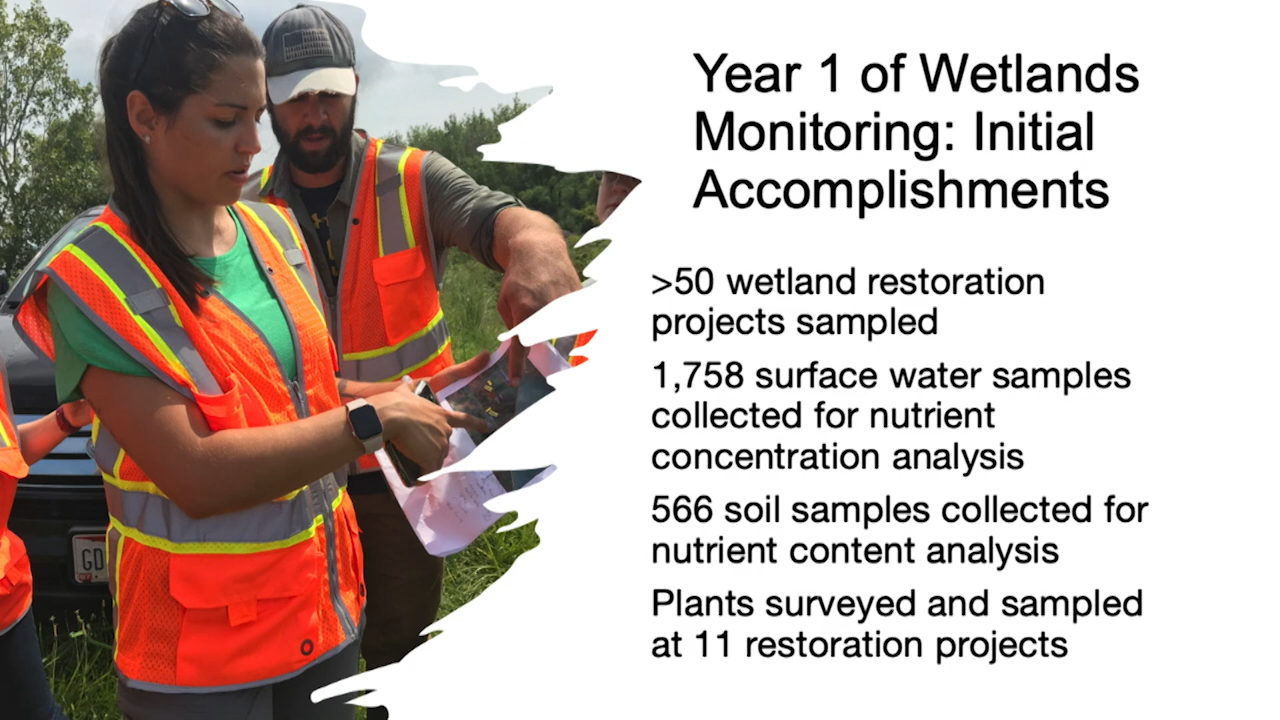 Year 1 of Wetlands
Monitoring: Initial
Accomplishments
>50 wetland restoration
projects sampled
1,758 surface water samples
collected for nutrient
concentration analysis
566 soil samples collected for
nutrient content analysis
Plants surveyed and sampled
at 11 restoration projects
GD